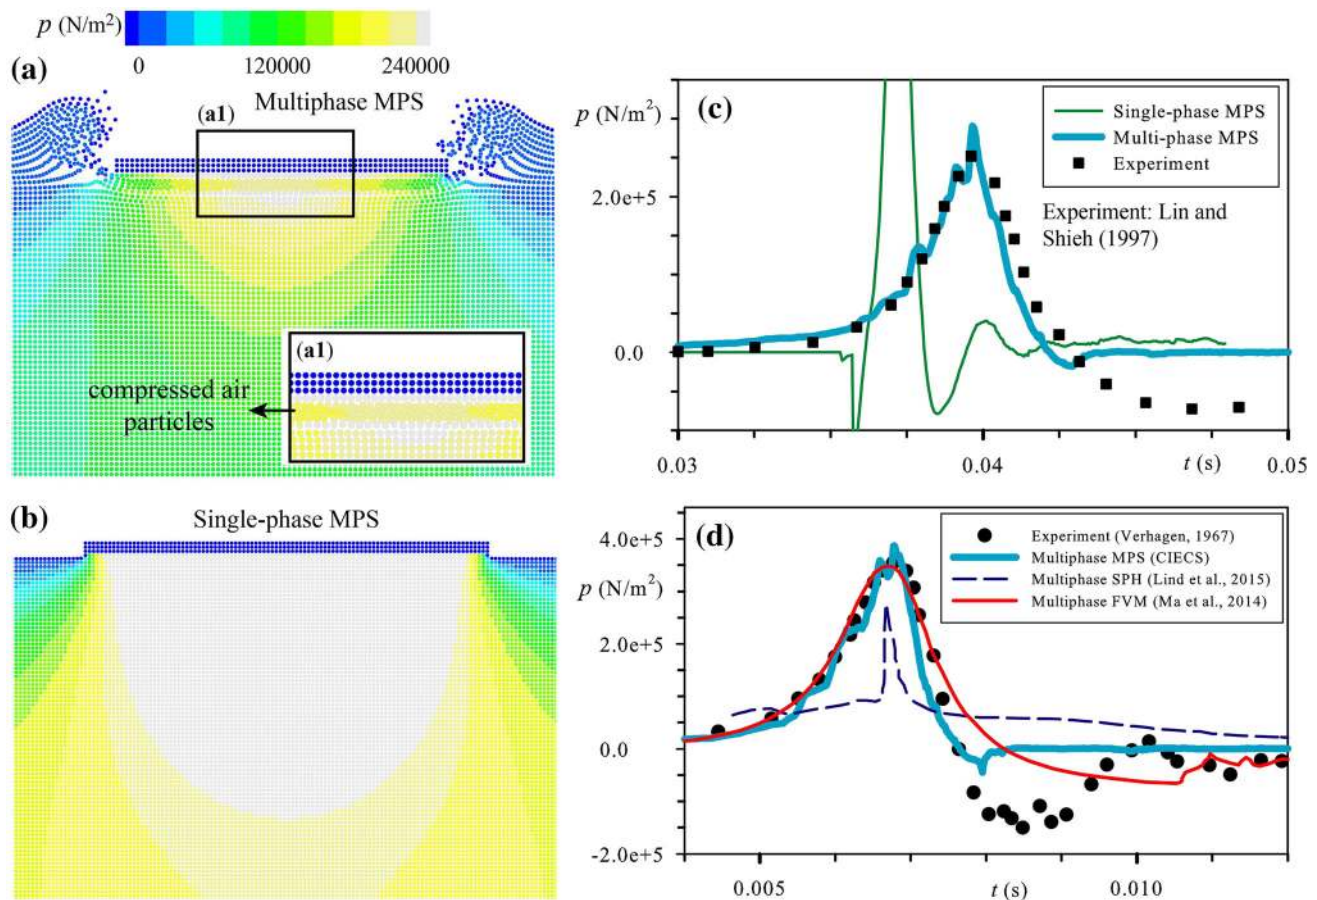 p (N/m²)
0 120000 240000
(a)
Multiphase MPS
(a1)
(a1)
compressed air
particles
(b)
Single-phase MPS
(c)
p (N/m²)
2.0e+5
0.0
Single-phase MPS
Multi-phase MPS
Experiment
Experiment: Lin and
Shieh (1997)
0.03 0.04 0.05
t (s)
(d)
4.0e+5
p (N/m²)
2.0e+5
0.0
-2.0e+5
Experiment (Verhagen, 1967)
Multiphase MPS (CIECS)
Multiphase SPH (Lind et al., 2015)
Multiphase FVM (Ma et al., 2014)
0.005 0.010
t (s)